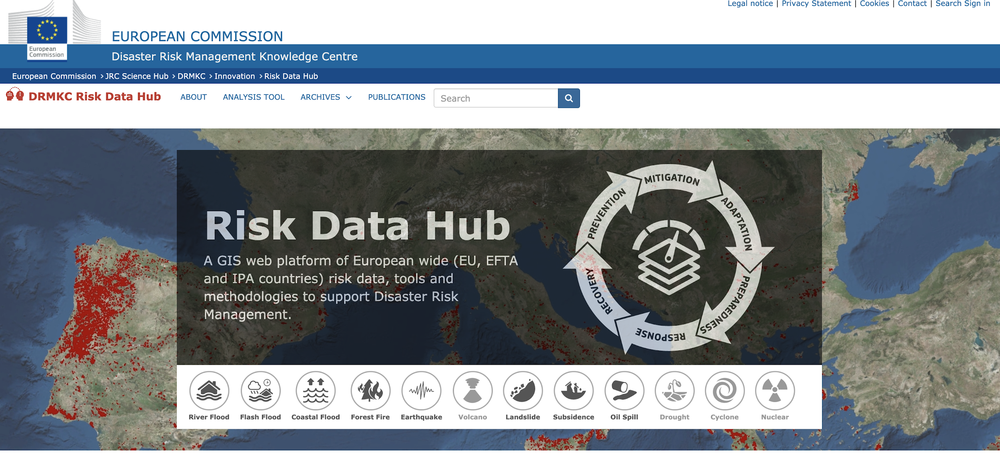 Legal notice | Privacy Statement | Cookies | Contact | Search Sign in
EUROPEAN COMMISSION
European
Commission
Disaster Risk Management Knowledge Centre
European Commission › JRC Science Hub › DRMKC › Innovation › Risk Data Hub
DRMKC Risk Data Hub ABOUT ANALYSIS TOOL ARCHIVES PUBLICATIONS Search
Risk Data Hub
A GIS web platform of European wide (EU, EFTA
and IPA countries) risk data, tools and
methodologies to support Disaster Risk
Management.
MITIGATION
ADAPTATION
PREPAREDNESS
RESPONSE
RECOVERY
PREVENTION
River Flood Flash Flood Coastal Flood Forest Fire Earthquake Volcano Landslide Subsidence Oil Spill Drought Cyclone Nuclear